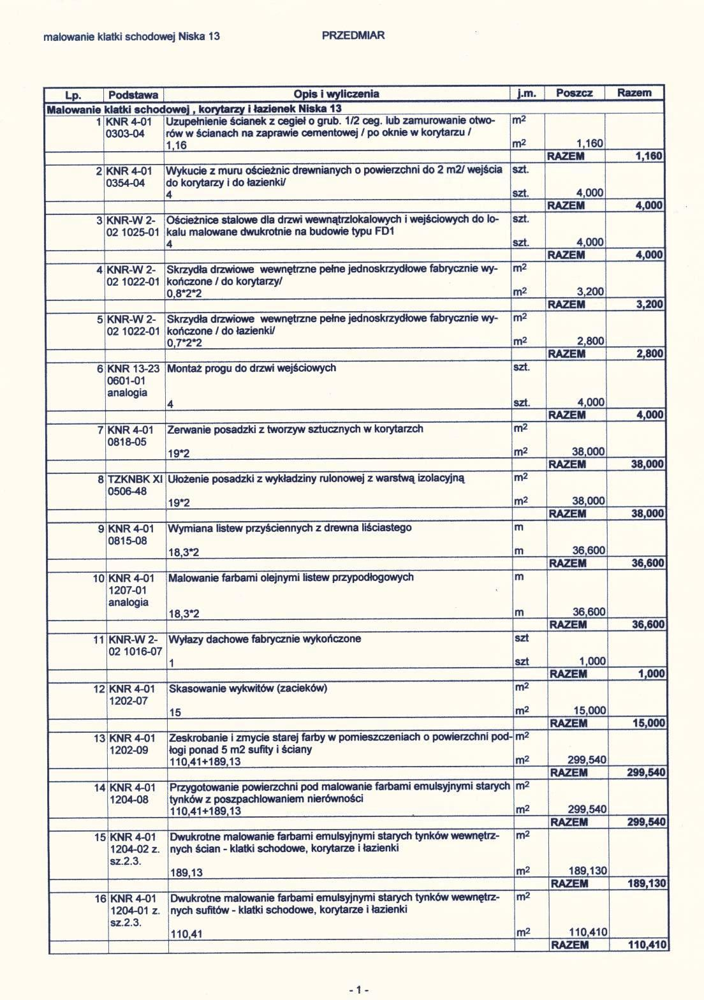 malowanie klatki schodowej Niska 13 PRZEDMIAR
Lp. Podstawa Opis i wyliczenia j.m. Poszcz Razem
Malowanie klatki schodowej , korytarzy i łazienek Niska 13
1 KNR 4-01 Uzupełnienie ścianek z cegieł o grub. 1/2 ceg. lub zamurowanie otwo- m2
0303-04 rów w ścianach na zaprawie cementowej / po oknie w korytarzu /
1,16 m2 1,160
RAZEM 1,160
2 KNR 4-01 Wykucie z muru ościeżnic drewnianych o powierzchni do 2 m2/ wejścia szt.
0354-04 do korytarzy i do łazienki/
4 szt. 4,000
RAZEM 4,000
3 KNR-W 2- Ościeżnice stalowe dla drzwi wewnątrzlokalowych i wejściowych do lo- szt.
02 1025-01 kalu malowane dwukrotnie na budowie typu FD1
4 szt. 4,000
RAZEM 4,000
4 KNR-W 2- Skrzydła drzwiowe wewnętrzne pełne jednoskrzydłowe fabrycznie wy- m2
02 1022-01 kończone / do korytarzy/
0,8*2*2 m2 3,200
RAZEM 3,200
5 KNR-W 2- Skrzydła drzwiowe wewnętrzne pełne jednoskrzydłowe fabrycznie wy- m2
02 1022-01 kończone / do łazienki/
0,7*2*2 m2 2,800
RAZEM 2,800
6 KNR 13-23 Montaż progu do drzwi wejściowych szt.
0601-01
analogia
4 szt. 4,000
RAZEM 4,000
7 KNR 4-01 Zerwanie posadzki z tworzyw sztucznych w korytarzch m2
0818-05
19*2 m2 38,000
RAZEM 38,000
8 TZKNBK XI Ułożenie posadzki z wykładziny rulonowej z warstwą izolacyjną m2
0506-48
19*2 m2 38,000
RAZEM 38,000
9 KNR 4-01 Wymiana listew przyściennych z drewna liściastego m
0815-08
18,3*2 m 36,600
RAZEM 36,600
10 KNR 4-01 Malowanie farbami olejnymi listew przypodłogowych m
1207-01
analogia
18,3*2 m 36,600
RAZEM 36,600
11 KNR-W 2- Wyłazy dachowe fabrycznie wykończone szt
02 1016-07
1 szt 1,000
RAZEM 1,000
12 KNR 4-01 Skasowanie wykwitów (zacieków) m2
1202-07
15 m2 15,000
RAZEM 15,000
13 KNR 4-01 Zeskrobanie i zmycie starej farby w pomieszczeniach o powierzchni pod- m2
1202-09 łogi ponad 5 m2 sufity i ściany
110,41+189,13 m2 299,540
RAZEM 299,540
14 KNR 4-01 Przygotowanie powierzchni pod malowanie farbami emulsyjnymi starych m2
1204-08 tynków z poszpachlowaniem nierówności
110,41+189,13 m2 299,540
RAZEM 299,540
15 KNR 4-01 Dwukrotne malowanie farbami emulsyjnymi starych tynków wewnętrz- m2
1204-02 z. nych ścian - klatki schodowe, korytarze i łazienki
sz.2.3.
189,13 m2 189,130
RAZEM 189,130
16 KNR 4-01 Dwukrotne malowanie farbami emulsyjnymi starych tynków wewnętrz- m2
1204-01 z. nych sufitów - klatki schodowe, korytarze i łazienki
sz.2.3.
110,41 m2 110,410
RAZEM 110,410
- 1 -